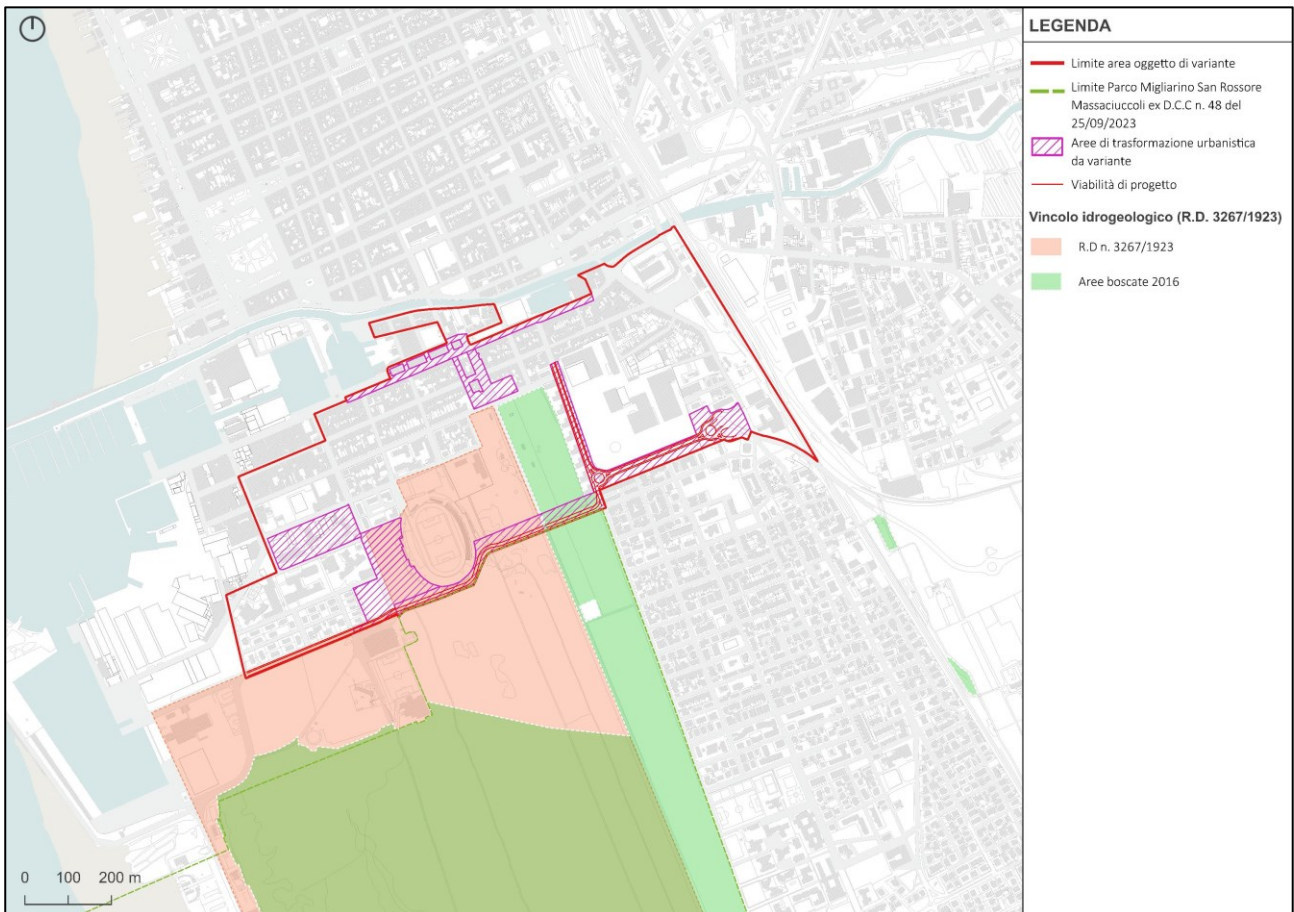 LEGENDA
Limite area oggetto di variante
Limite Parco Migliarino San Rossore
Massaciuccoli ex D.C.C n. 48 del
25/09/2023
Aree di trasformazione urbanistica
da variante
Viabilità di progetto
Vincolo idrogeologico (R.D. 3267/1923)
R.D n. 3267/1923
Aree boscate 2016
0 100 200 m